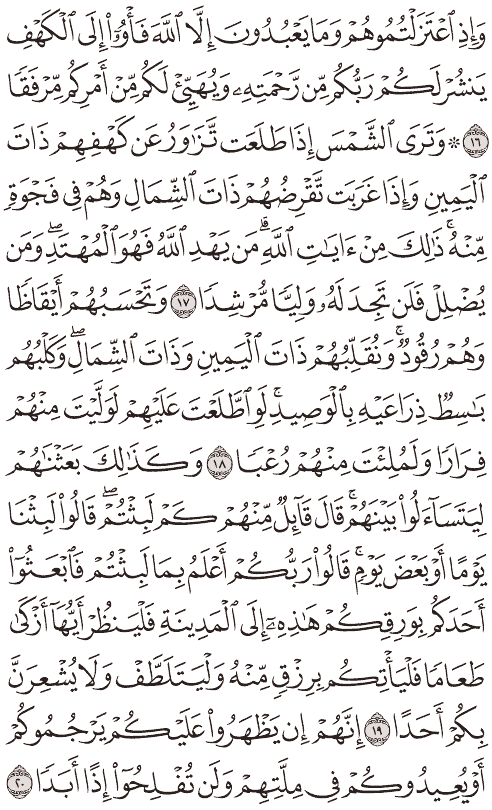 وَإِذِ ٱعۡتَزَلۡتُمُوهُمۡ وَمَا يَعۡبُدُونَ إِلَّا ٱللَّهَ فَأۡوُۥٓاْ إِلَى ٱلۡكَهۡفِ
يَنشُرۡ لَكُمۡ رَبُّكُم مِّن رَّحۡمَتِهِۦ وَيُهَيِّئۡ لَكُم مِّنۡ أَمۡرِكُم مِّرۡفَقٗا
١٦ ۞ وَتَرَى ٱلشَّمۡسَ إِذَا طَلَعَت تَّزَٰوَرُ عَن كَهۡفِهِمۡ ذَاتَ
ٱلۡيَمِينِ وَإِذَا غَرَبَت تَّقۡرِضُهُمۡ ذَاتَ ٱلشِّمَالِ وَهُمۡ فِي فَجۡوَةٖ
مِّنۡهُۚ ذَٰلِكَ مِنۡ ءَايَٰتِ ٱللَّهِۗ مَن يَهۡدِ ٱللَّهُ فَهُوَ ٱلۡمُهۡتَدِۖ وَمَن
يُضۡلِلۡ فَلَن تَجِدَ لَهُۥ وَلِيّٗا مُّرۡشِدٗا ١٧ وَتَحۡسَبُهُمۡ أَيۡقَاظٗا
وَهُمۡ رُقُودٞۚ وَنُقَلِّبُهُمۡ ذَاتَ ٱلۡيَمِينِ وَذَاتَ ٱلشِّمَالِۖ وَكَلۡبُهُم
بَٰسِطٞ ذِرَاعَيۡهِ بِٱلۡوَصِيدِۚ لَوِ ٱطَّلَعۡتَ عَلَيۡهِمۡ لَوَلَّيۡتَ مِنۡهُمۡ
فِرَارٗا وَلَمُلِئۡتَ مِنۡهُمۡ رُعۡبٗا ١٨ وَكَذَٰلِكَ بَعَثۡنَٰهُمۡ
لِيَتَسَآءَلُواْ بَيۡنَهُمۡۚ قَالَ قَآئِلٞ مِّنۡهُمۡ كَمۡ لَبِثۡتُمۡۖ قَالُواْ لَبِثۡنَا
يَوۡمًا أَوۡ بَعۡضَ يَوۡمٖۚ قَالُواْ رَبُّكُمۡ أَعۡلَمُ بِمَا لَبِثۡتُمۡ فَٱبۡعَثُوٓاْ
أَحَدَكُم بِوَرِقِكُمۡ هَٰذِهِۦٓ إِلَى ٱلۡمَدِينَةِ فَلۡيَنظُرۡ أَيُّهَآ أَزۡكَىٰ
طَعَامٗا فَلۡيَأۡتِكُم بِرِزۡقٖ مِّنۡهُ وَلۡيَتَلَطَّفۡ وَلَا يُشۡعِرَنَّ
بِكُمۡ أَحَدًا ١٩ إِنَّهُمۡ إِن يَظۡهَرُواْ عَلَيۡكُمۡ يَرۡجُمُوكُمۡ
أَوۡ يُعِيدُوكُمۡ فِي مِلَّتِهِمۡ وَلَن تُفۡلِحُوٓاْ إِذًا أَبَدٗا ٢٠